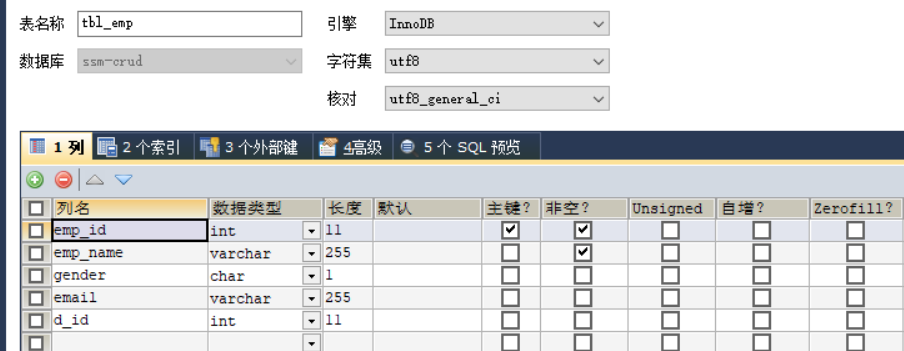 表名称 tbl_emp 引擎 InnoDB
数据库 ssm-crud 字符集 utf8
核对 utf8_general_ci
1 列 2 个索引 3 个外部键 4高级 5 个 SQL 预览
列名 数据类型 长度 默认 主键? 非空? Unsigned 自增? Zerofill?
emp_id int 11
emp_name varchar 255
gender char 1
email varchar 255
d_id int 11